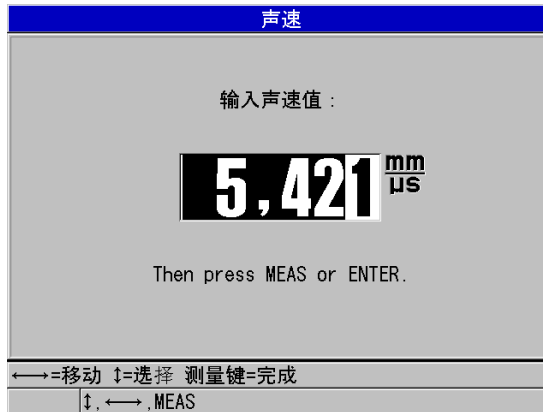 声速
输入声速值：
5,421 mm/µs
Then press MEAS or ENTER.
←→=移动 ↕=选择 测量键=完成
↕,←→,MEAS